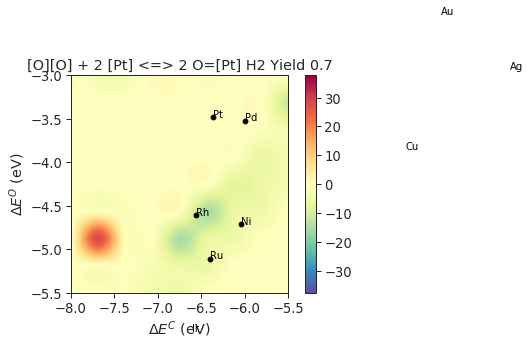 Au
[O][O] + 2 [Pt] <=> 2 O=[Pt] H2 Yield 0.7
Ag
−3.0
−3.5
−4.0
−4.5
−5.0
−5.5
ΔE^O (eV)
Pt
Pd
Cu
Rh
Ni
Ru
30
20
10
0
−10
−20
−30
−8.0 −7.5 −7.0 −6.5 −6.0 −5.5
ΔE^C (eV)
Ir